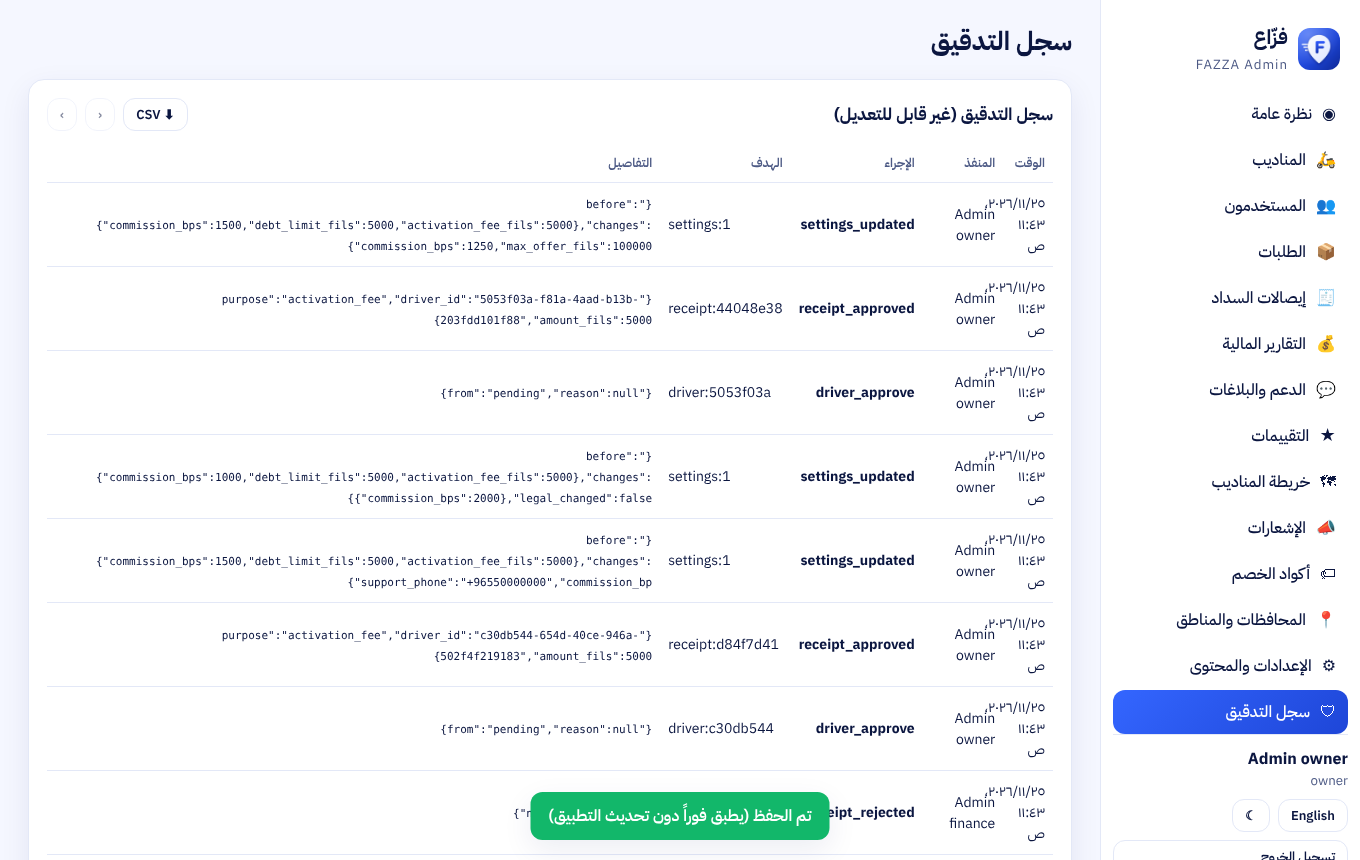 فزّاع
FAZZA Admin
نظرة عامة
المناديب
المستخدمون
الطلبات
إيصالات السداد
التقارير المالية
الدعم والبلاغات
التقييمات
خريطة المناديب
الإشعارات
أكواد الخصم
المحافظات والمناطق
الإعدادات والمحتوى
سجل التدقيق
Admin owner
owner
English
تسجيل الخروج
سجل التدقيق
سجل التدقيق (غير قابل للتعديل)
CSV
الوقت المنفذ الإجراء الهدف التفاصيل
٢٠٢٦/١١/٢٥،
١١:٤٣
ص
Admin
owner
settings_updated
settings:1
before":"}
{"commission_bps":1500,"debt_limit_fils":5000,"activation_fee_fils":5000},"changes":
{"commission_bps":1250,"max_offer_fils":100000
٢٠٢٦/١١/٢٥،
١١:٤٣
ص
Admin
owner
receipt_approved
receipt:44048e38
purpose":"activation_fee","driver_id":"5053f03a-f81a-4aad-b13b-"}
{203fdd101f88","amount_fils":5000
٢٠٢٦/١١/٢٥،
١١:٤٣
ص
Admin
owner
driver_approve
driver:5053f03a
{from":"pending","reason":null"}
٢٠٢٦/١١/٢٥،
١١:٤٣
ص
Admin
owner
settings_updated
settings:1
before":"}
{"commission_bps":1000,"debt_limit_fils":5000,"activation_fee_fils":5000},"changes":
{{"commission_bps":2000},"legal_changed":false
٢٠٢٦/١١/٢٥،
١١:٤٣
ص
Admin
owner
settings_updated
settings:1
before":"}
{"commission_bps":1500,"debt_limit_fils":5000,"activation_fee_fils":5000},"changes":
{"support_phone":"+96550000000","commission_bp
٢٠٢٦/١١/٢٥،
١١:٤٣
ص
Admin
owner
receipt_approved
receipt:d84f7d41
purpose":"activation_fee","driver_id":"c30db544-654d-40ce-946a-"}
{502f4f219183","amount_fils":5000
٢٠٢٦/١١/٢٥،
١١:٤٣
ص
Admin
owner
driver_approve
driver:c30db544
{from":"pending","reason":null"}
٢٠٢٦/١١/٢٥،
١١:٤٣
ص
Admin
finance
eipt_rejected
تم الحفظ (يطبق فوراً دون تحديث التطبيق)